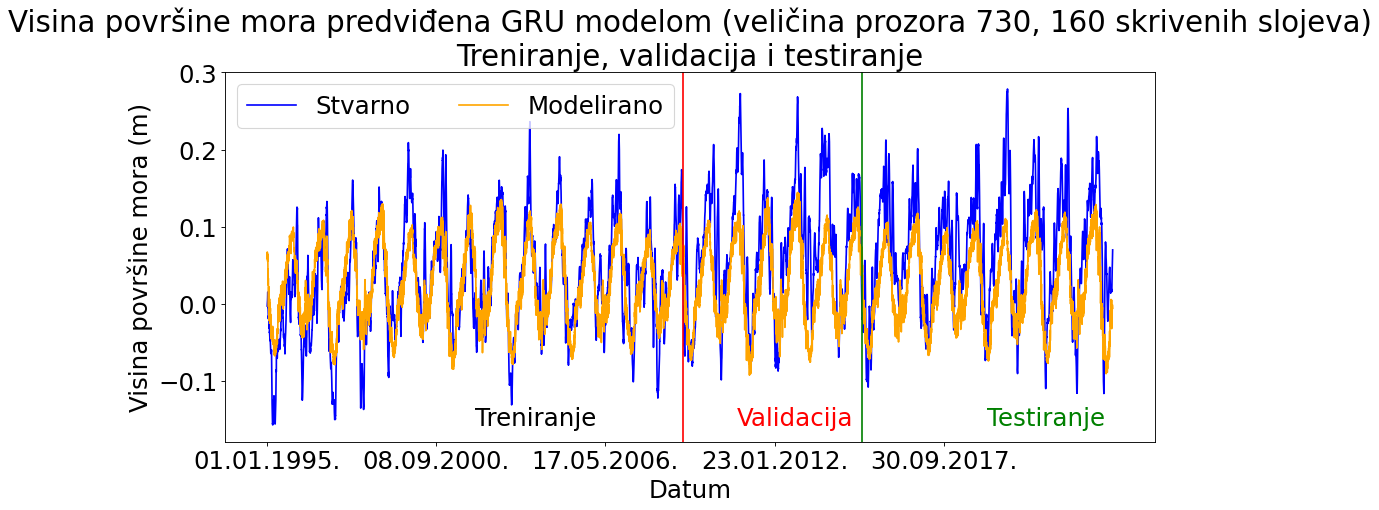 Visina površine mora predviđena GRU modelom (veličina prozora 730, 160 skrivenih slojeva)
Treniranje, validacija i testiranje
Stvarno
Modelirano
Visina površine mora (m)
0.3
0.2
0.1
0.0
−0.1
Treniranje
Validacija
Testiranje
01.01.1995.
08.09.2000.
17.05.2006.
23.01.2012.
30.09.2017.
Datum